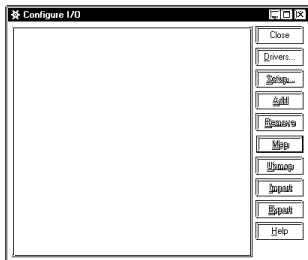 Configure I/O
Close
Drivers...
Setup...
Add
Remove
Map
Unmap
Import
Export
Help